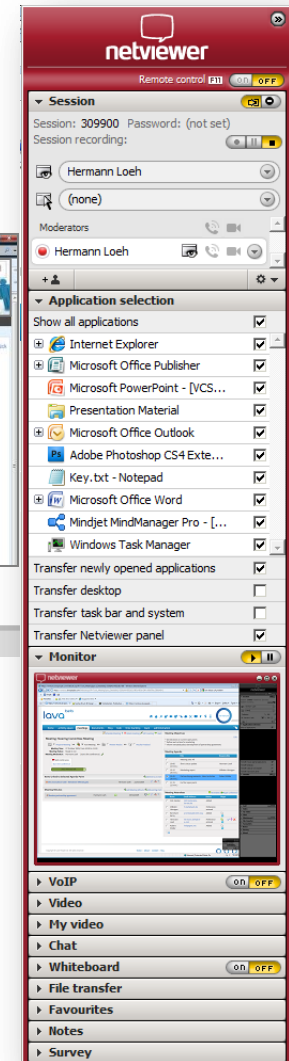 netviewer
Remote control F11 on OFF
Session
Session: 309900 Password: (not set)
Session recording:
Hermann Loeh
(none)
Moderators
Hermann Loeh
Application selection
Show all applications
Internet Explorer
Microsoft Office Publisher
Microsoft PowerPoint - [VCS...
Presentation Material
Microsoft Office Outlook
Ps Adobe Photoshop CS4 Exte...
Key.txt - Notepad
Microsoft Office Word
Mindjet MindManager Pro - [...
Windows Task Manager
Transfer newly opened applications
Transfer desktop
Transfer task bar and system
Transfer Netviewer panel
Monitor
netviewer
lava
VoIP on OFF
Video
My video
Chat
Whiteboard on OFF
File transfer
Favourites
Notes
Survey